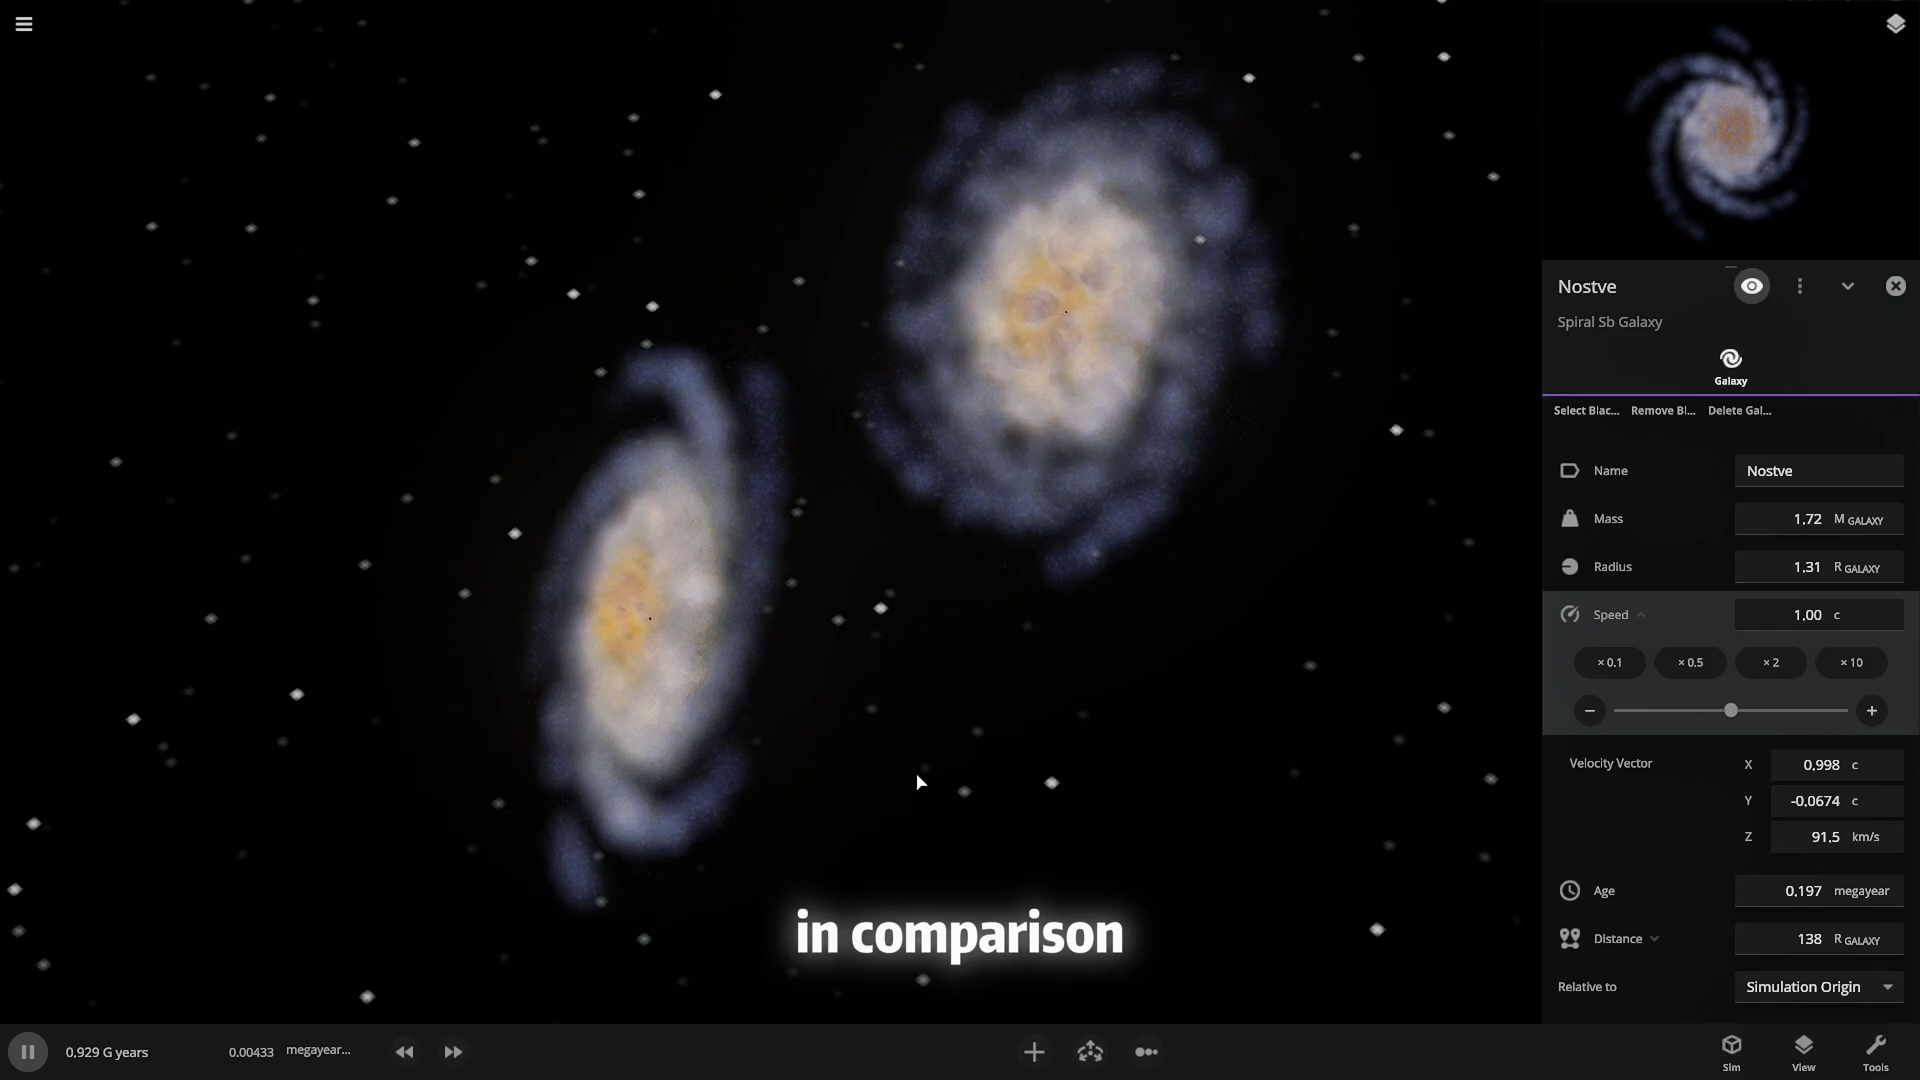 Nostve
Spiral Sb Galaxy
Galaxy
Select Blac... Remove Bl... Delete Gal...
Name Nostve
Mass 1.72 M GALAXY
Radius 1.31 R GALAXY
Speed 1.00 c
× 0.1 × 0.5 × 2 × 10
Velocity Vector X 0.998 c
Y -0.0674 c
Z 91.5 km/s
Age 0.197 megayear
Distance 138 R GALAXY
Relative to Simulation Origin
in comparison
0.929 G years 0.00433 megayear...
Sim View Tools